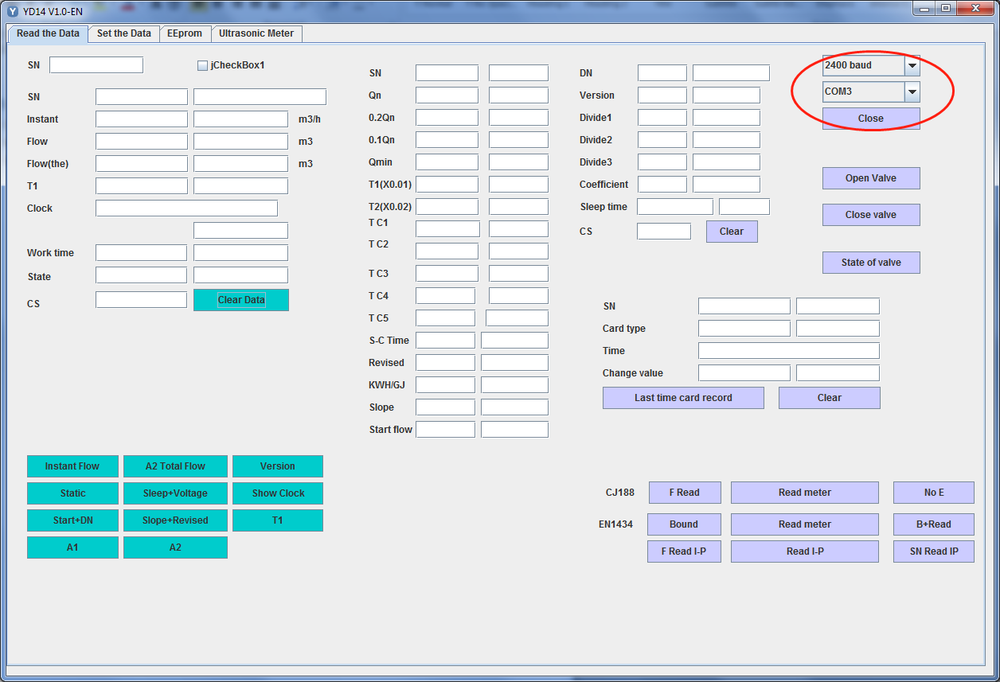 YD14 V1.0-EN
Read the Data
Set the Data
EEprom
Ultrasonic Meter
SN
jCheckBox1
SN
Instant
m3/h
Flow
m3
Flow(the)
m3
T1
Clock
Work time
State
CS
Clear Data
SN
Qn
0.2Qn
0.1Qn
Qmin
T1(X0.01)
T2(X0.02)
T C1
T C2
T C3
T C4
T C5
S-C Time
Revised
KWH/GJ
Slope
Start flow
DN
Version
Divide1
Divide2
Divide3
Coefficient
Sleep time
CS
Clear
2400 baud
COM3
Close
Open Valve
Close valve
State of valve
SN
Card type
Time
Change value
Last time card record
Clear
Instant Flow
A2 Total Flow
Version
Static
Sleep+Voltage
Show Clock
Start+DN
Slope+Revised
T1
A1
A2
CJ188
F Read
Read meter
No E
EN1434
Bound
Read meter
B+Read
F Read I-P
Read I-P
SN Read IP